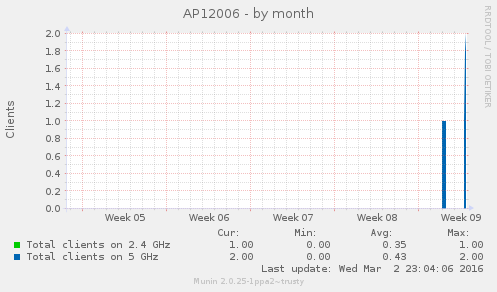 AP12006 - by month
RRDTOOL / TOBI OETIKER
Clients
2.0
1.8
1.6
1.4
1.2
1.0
0.8
0.6
0.4
0.2
0.0
Week 05 Week 06 Week 07 Week 08 Week 09
Cur: Min: Avg: Max:
Total clients on 2.4 GHz 1.00 0.00 0.35 1.00
Total clients on 5 GHz 2.00 0.00 0.43 2.00
Last update: Wed Mar 2 23:04:06 2016
Munin 2.0.25-1ppa2~trusty